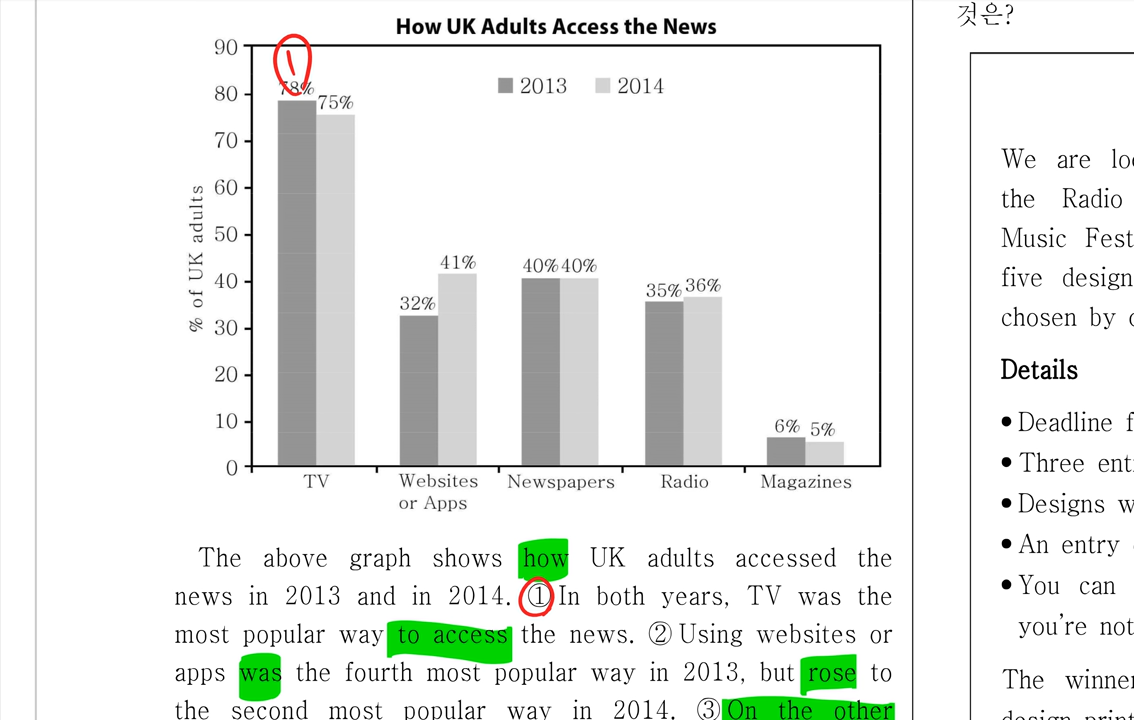 How UK Adults Access the News
90
80
70
60
50
40
30
20
10
0
% of UK adults
2013 2014
78% 75%
32% 41%
40% 40%
35% 36%
6% 5%
TV
Websites
or Apps
Newspapers
Radio
Magazines
The above graph shows how UK adults accessed the
news in 2013 and in 2014. ① In both years, TV was the
most popular way to access the news. ② Using websites or
apps was the fourth most popular way in 2013, but rose to
the second most popular way in 2014. ③ On the other
것은?
We are
the Radio
Music
five design
chosen by
Details
• Deadline
• Three
• Designs
• An entry
• You can
you're not
The